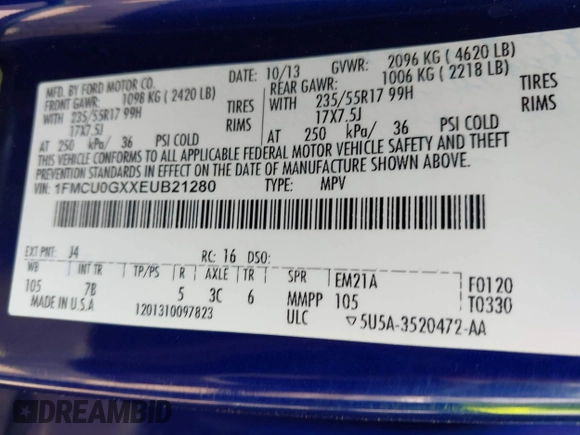 MFD. BY FORD MOTOR CO.
DATE: 10/13 GVWR: 2096 KG ( 4620 LB)
FRONT GAWR: 1098 KG ( 2420 LB)
REAR GAWR: 1006 KG ( 2218 LB)
WITH 235/55R17 99H TIRES
WITH 235/55R17 99H TIRES
17X7.5J RIMS
17X7.5J RIMS
AT 250 kPa/ 36 PSI COLD
AT 250 kPa/ 36 PSI COLD
THIS VEHICLE CONFORMS TO ALL APPLICABLE FEDERAL MOTOR VEHICLE SAFETY AND THEFT
PREVENTION STANDARDS IN EFFECT ON THE DATE OF MANUFACTURE SHOWN ABOVE.
VIN: 1FMCU0GXXEUB21280 TYPE: MPV
EXT PNT: J4 RC: 16 DSO:
WB INT TR TP/PS R AXLE TR SPR EM21A F0120
105 7B 5 3C 6 MMPP 105 T0330
MADE IN U.S.A 1201310097823 ULC ▽5U5A-3520472-AA
DREAMBID